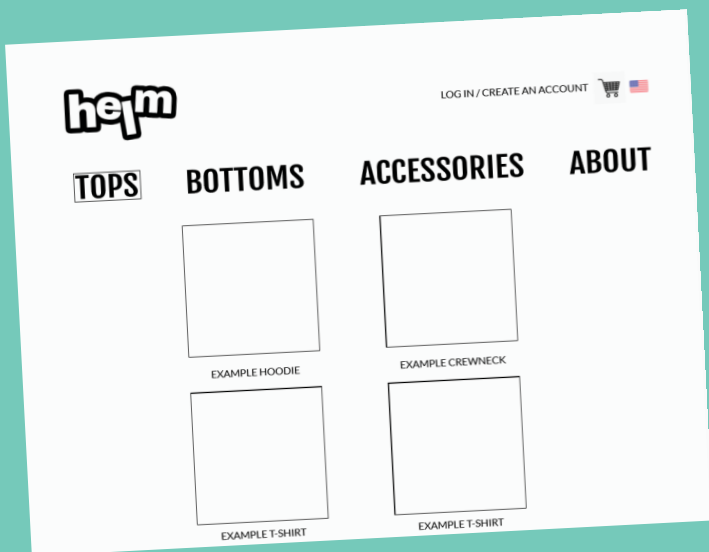 helm
LOG IN / CREATE AN ACCOUNT
TOPS BOTTOMS ACCESSORIES ABOUT
EXAMPLE HOODIE EXAMPLE CREWNECK
EXAMPLE T-SHIRT EXAMPLE T-SHIRT